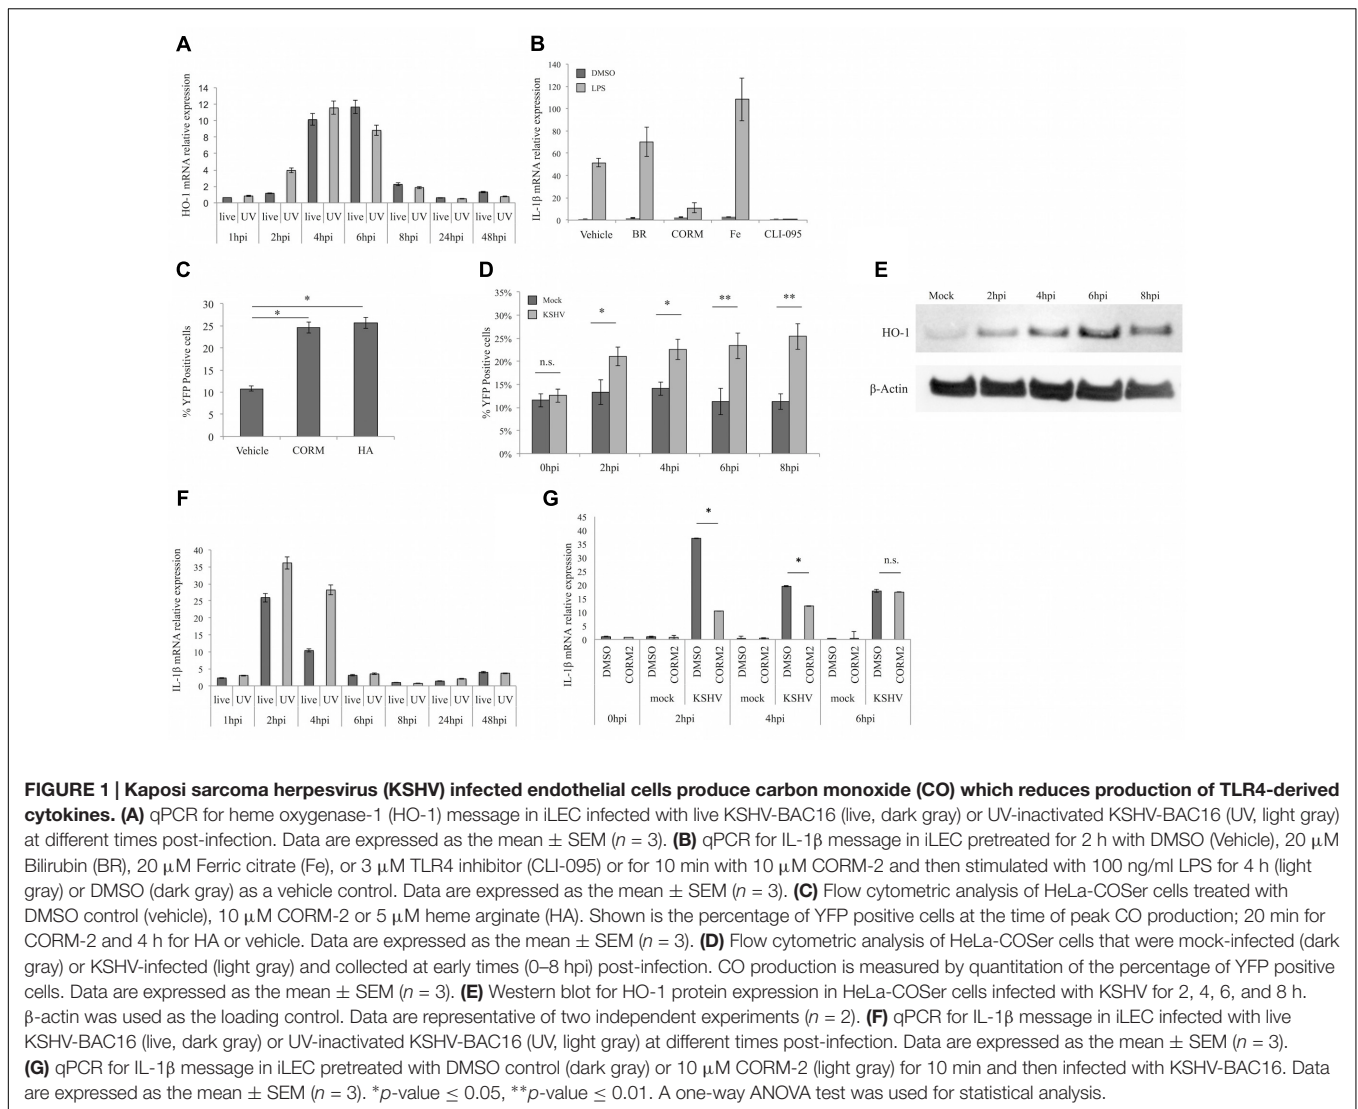 A
HO-1 mRNA relative expression
14
12
10
8
6
4
2
0
live UV live UV live UV live UV live UV live UV live UV
1hpi 2hpi 4hpi 6hpi 8hpi 24hpi 48hpi
B
IL-1β mRNA relative expression
140
120
100
80
60
40
20
0
DMSO
LPS
Vehicle BR CORM Fe CLI-095
C
% YFP Positive cells
30
25
20
15
10
5
0
*
*
Vehicle CORM HA
D
% YFP Positive cells
35%
30%
25%
20%
15%
10%
5%
0%
Mock
KSHV
n.s. * * ** **
0hpi 2hpi 4hpi 6hpi 8hpi
E
Mock 2hpi 4hpi 6hpi 8hpi
HO-1
β-Actin
F
IL-1β mRNA relative expression
40
35
30
25
20
15
10
5
0
live UV live UV live UV live UV live UV live UV live UV
1hpi 2hpi 4hpi 6hpi 8hpi 24hpi 48hpi
G
IL-1β mRNA relative expression
45
40
35
30
25
20
15
10
5
0
* * n.s.
DMSO CORM2 DMSO CORM2 DMSO CORM2 DMSO CORM2 DMSO CORM2 DMSO CORM2 DMSO CORM2
mock KSHV mock KSHV mock KSHV
0hpi 2hpi 4hpi 6hpi
FIGURE 1 | Kaposi sarcoma herpesvirus (KSHV) infected endothelial cells produce carbon monoxide (CO) which reduces production of TLR4-derived
cytokines. (A) qPCR for heme oxygenase-1 (HO-1) message in iLEC infected with live KSHV-BAC16 (live, dark gray) or UV-inactivated KSHV-BAC16 (UV, light gray)
at different times post-infection. Data are expressed as the mean ± SEM (n = 3). (B) qPCR for IL-1β message in iLEC pretreated for 2 h with DMSO (Vehicle), 20 μM
Bilirubin (BR), 20 μM Ferric citrate (Fe), or 3 μM TLR4 inhibitor (CLI-095) or for 10 min with 10 μM CORM-2 and then stimulated with 100 ng/ml LPS for 4 h (light
gray) or DMSO (dark gray) as a vehicle control. Data are expressed as the mean ± SEM (n = 3). (C) Flow cytometric analysis of HeLa-COSer cells treated with
DMSO control (vehicle), 10 μM CORM-2 or 5 μM heme arginate (HA). Shown is the percentage of YFP positive cells at the time of peak CO production; 20 min for
CORM-2 and 4 h for HA or vehicle. Data are expressed as the mean ± SEM (n = 3). (D) Flow cytometric analysis of HeLa-COSer cells that were mock-infected (dark
gray) or KSHV-infected (light gray) and collected at early times (0–8 hpi) post-infection. CO production is measured by quantitation of the percentage of YFP positive
cells. Data are expressed as the mean ± SEM (n = 3). (E) Western blot for HO-1 protein expression in HeLa-COSer cells infected with KSHV for 2, 4, 6, and 8 h.
β-actin was used as the loading control. Data are representative of two independent experiments (n = 2). (F) qPCR for IL-1β message in iLEC infected with live
KSHV-BAC16 (live, dark gray) or UV-inactivated KSHV-BAC16 (UV, light gray) at different times post-infection. Data are expressed as the mean ± SEM (n = 3).
(G) qPCR for IL-1β message in iLEC pretreated with DMSO control (dark gray) or 10 μM CORM-2 (light gray) for 10 min and then infected with KSHV-BAC16. Data
are expressed as the mean ± SEM (n = 3). *p-value ≤ 0.05, **p-value ≤ 0.01. A one-way ANOVA test was used for statistical analysis.